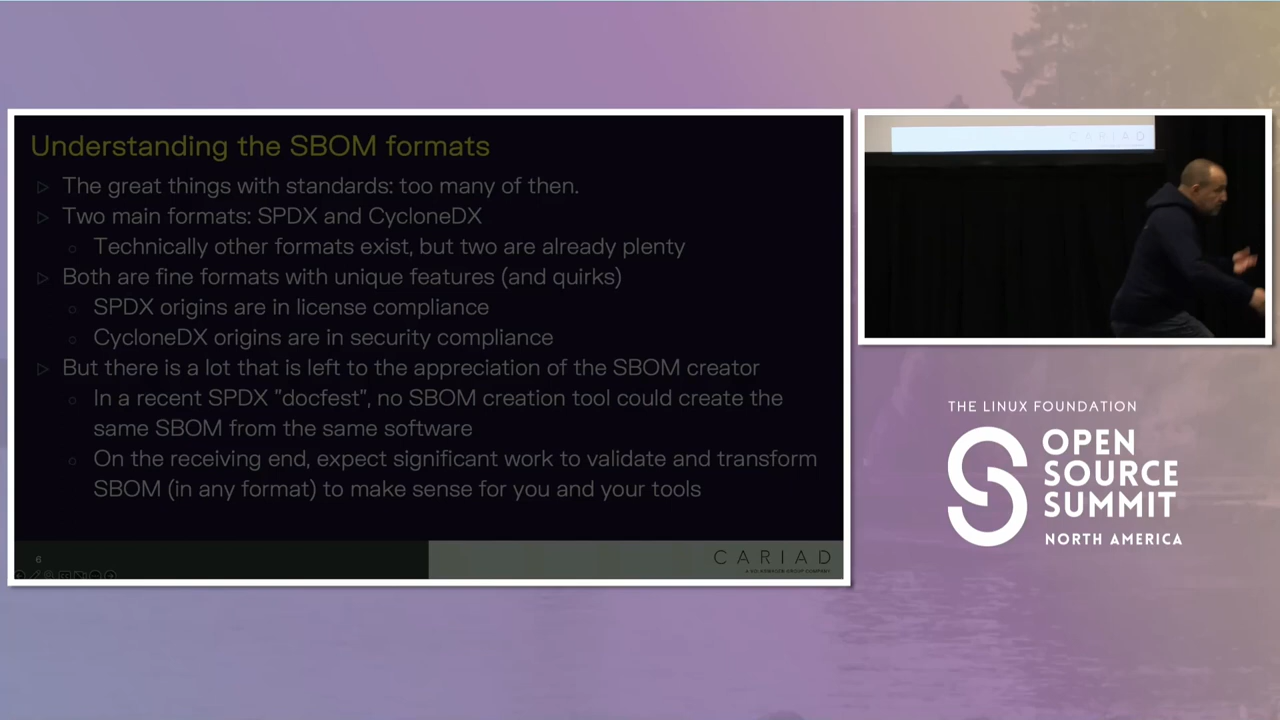 Understanding the SBOM formats
The great things with standards: too many of then.
Two main formats: SPDX and CycloneDX
Technically other formats exist, but two are already plenty
Both are fine formats with unique features (and quirks)
SPDX origins are in license compliance
CycloneDX origins are in security compliance
But there is a lot that is left to the appreciation of the SBOM creator
In a recent SPDX "docfest", no SBOM creation tool could create the
same SBOM from the same software
On the receiving end, expect significant work to validate and transform
SBOM (in any format) to make sense for you and your tools
6
CARIAD
A VOLKSWAGEN GROUP COMPANY
CARIAD
THE LINUX FOUNDATION
OPEN
SOURCE
SUMMIT
NORTH AMERICA